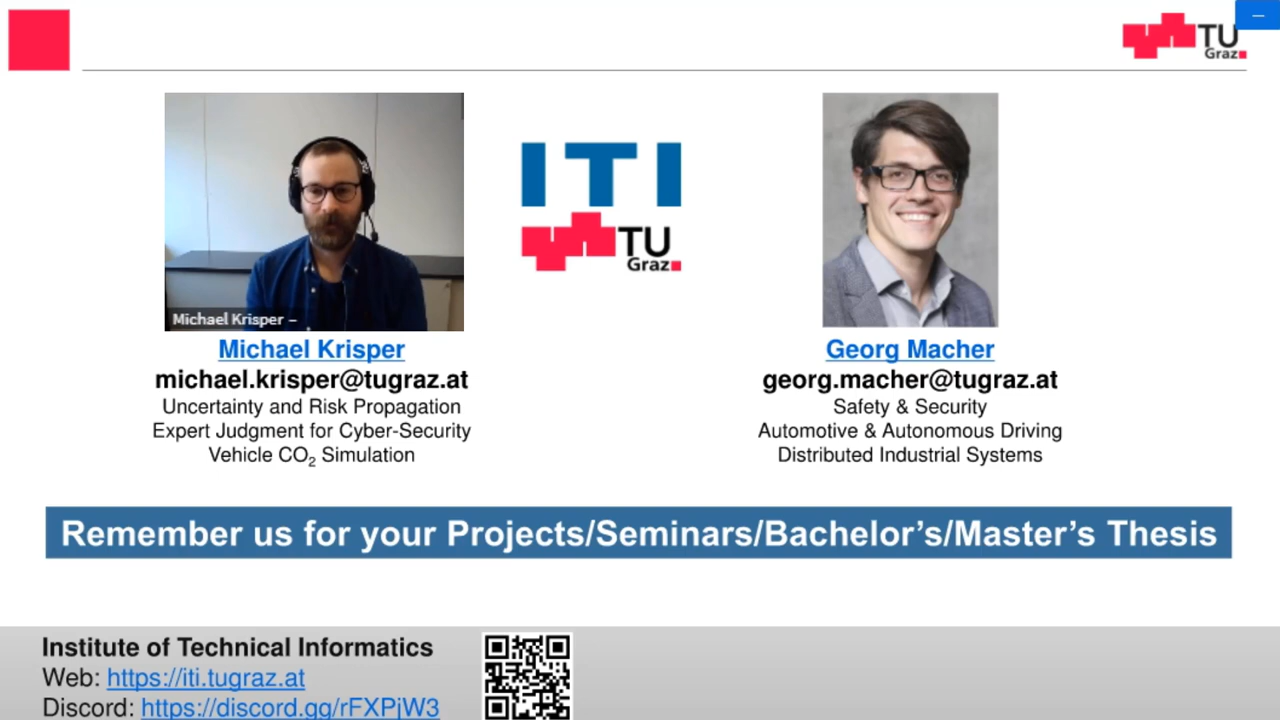 TU
Graz
ITI
TU
Graz
Michael Krisper –
Michael Krisper
michael.krisper@tugraz.at
Uncertainty and Risk Propagation
Expert Judgment for Cyber-Security
Vehicle CO₂ Simulation
Georg Macher
georg.macher@tugraz.at
Safety & Security
Automotive & Autonomous Driving
Distributed Industrial Systems
Remember us for your Projects/Seminars/Bachelor’s/Master’s Thesis
Institute of Technical Informatics
Web: https://iti.tugraz.at
Discord: https://discord.gg/rFXPjW3